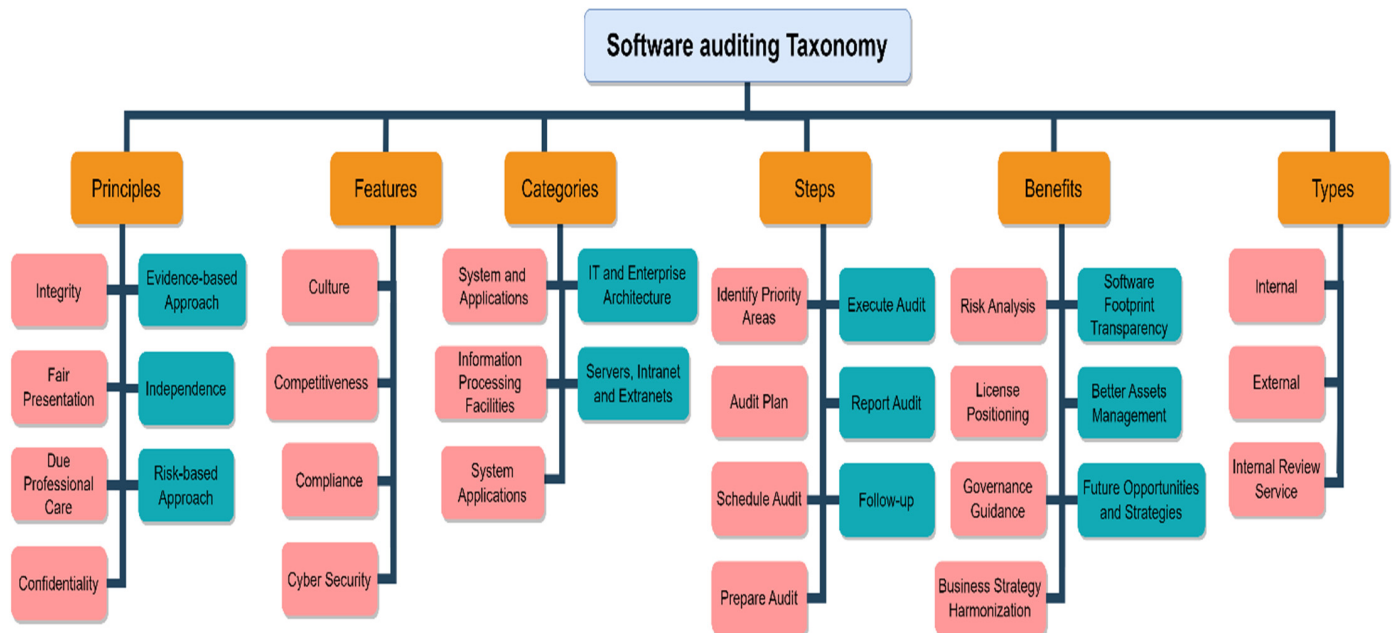 Software auditing Taxonomy
Principles
Features
Categories
Steps
Benefits
Types
Integrity
Evidence-based
Approach
Fair
Presentation
Independence
Due
Professional
Care
Risk-based
Approach
Confidentiality
Culture
Competitiveness
Compliance
Cyber Security
System and
Applications
IT and Enterprise
Architecture
Information
Processing
Facilities
Servers, Intranet
and Extranets
System
Applications
Identify Priority
Areas
Execute Audit
Audit Plan
Report Audit
Schedule Audit
Follow-up
Prepare Audit
Risk Analysis
Software
Footprint
Transparency
License
Positioning
Better Assets
Management
Governance
Guidance
Future Opportunities
and Strategies
Business Strategy
Harmonization
Internal
External
Internal Review
Service